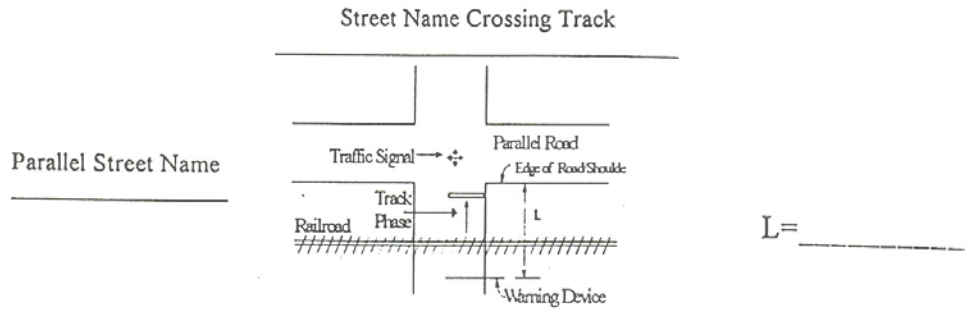 Street Name Crossing Track
Parallel Road
Traffic Signal
Edge of Road/Shoulde
Parallel Street Name
Track
Phase
L
Railroad
L=
Warning Device